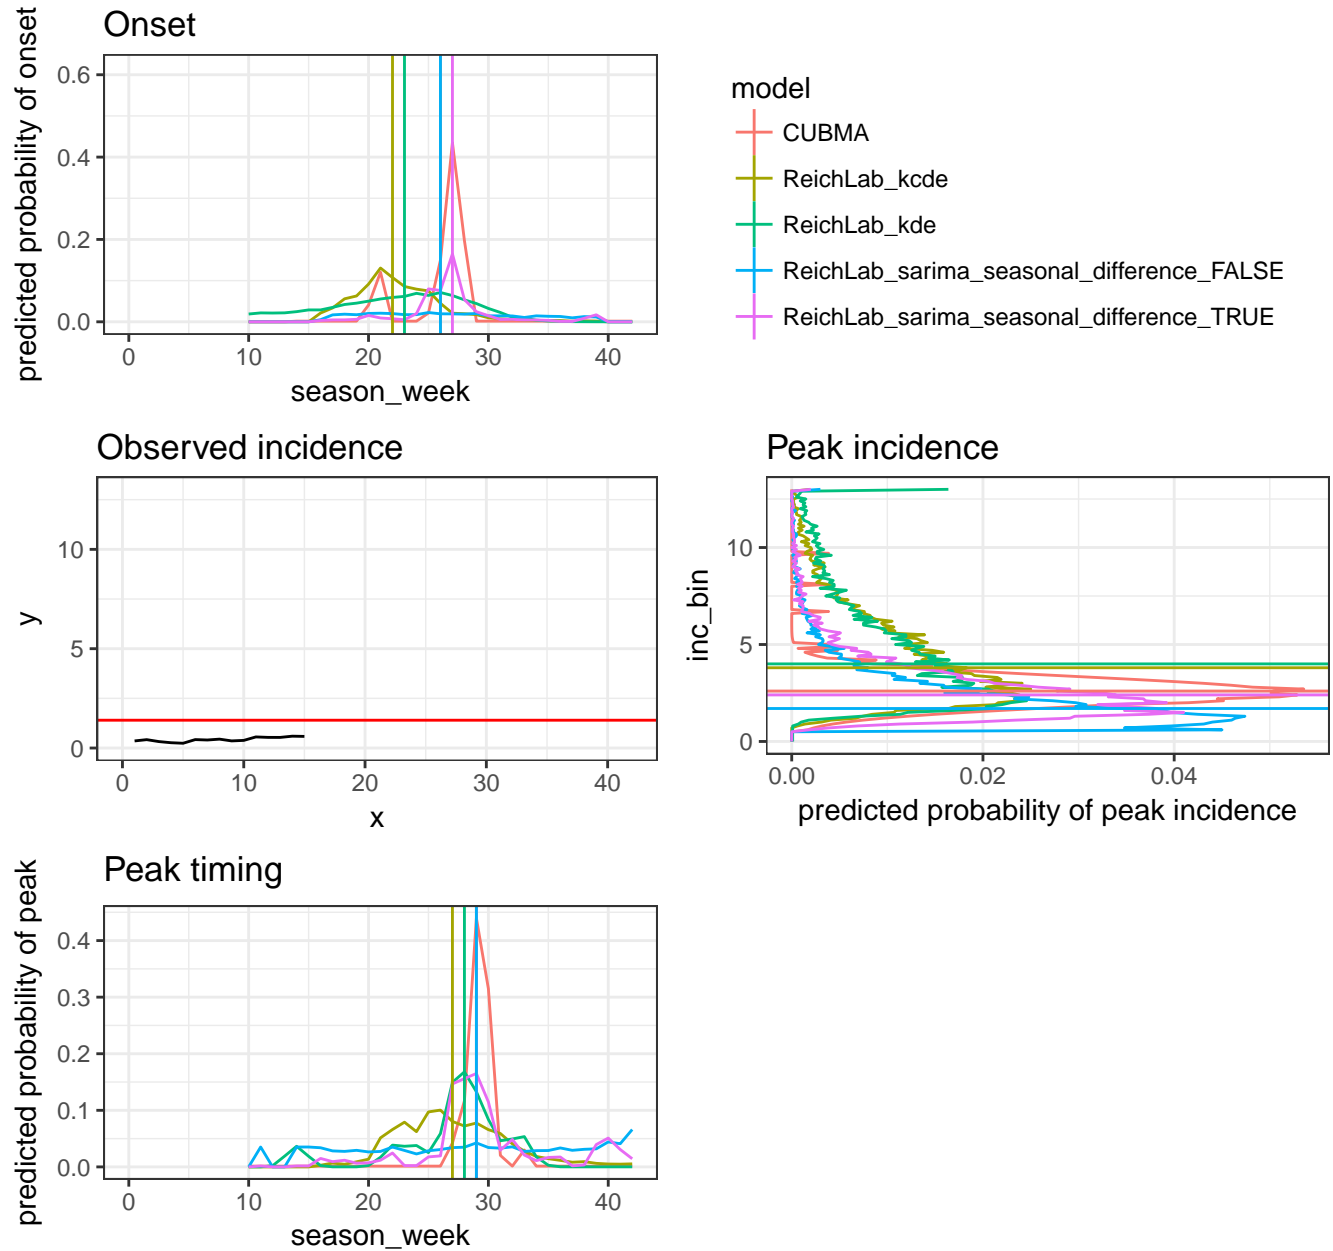 Onset
predicted probability of onset
0.6
0.4
0.2
0.0
0 10 20 30 40
season_week
model
CUBMA
ReichLab_kcde
ReichLab_kde
ReichLab_sarima_seasonal_difference_FALSE
ReichLab_sarima_seasonal_difference_TRUE
Observed incidence
y
10
5
0
0 10 20 30 40
x
Peak incidence
inc_bin
10
5
0
0.00 0.02 0.04
predicted probability of peak incidence
Peak timing
predicted probability of peak
0.4
0.3
0.2
0.1
0.0
0 10 20 30 40
season_week